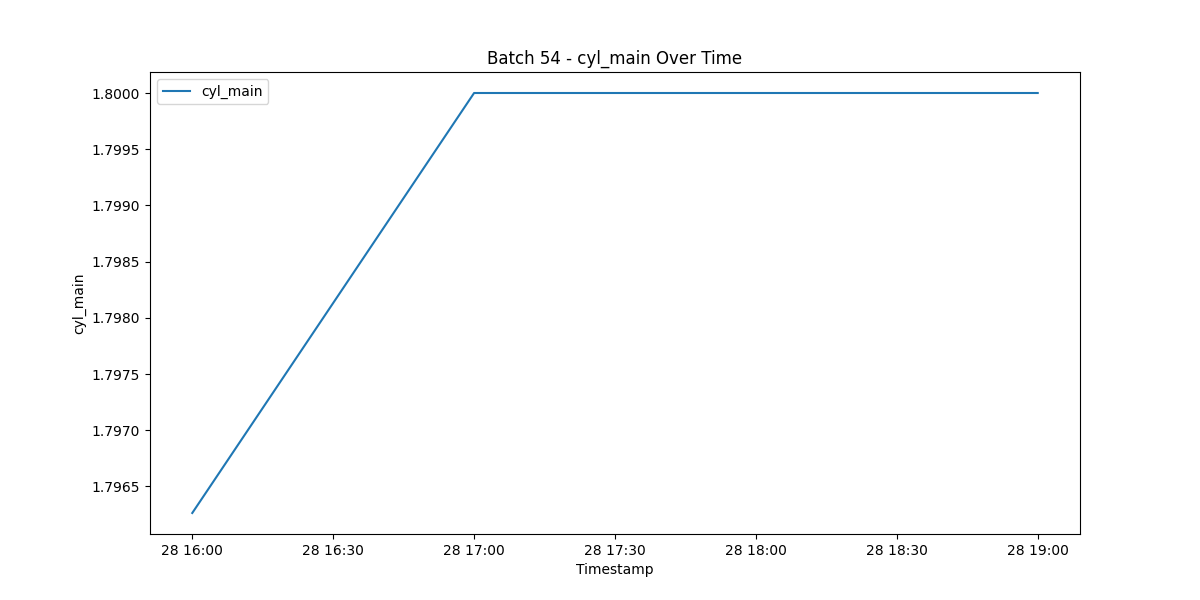 Batch 54 - cyl_main Over Time
cyl_main
1.8000
1.7995
1.7990
1.7985
1.7980
1.7975
1.7970
1.7965
cyl_main
28 16:00 28 16:30 28 17:00 28 17:30 28 18:00 28 18:30 28 19:00
Timestamp